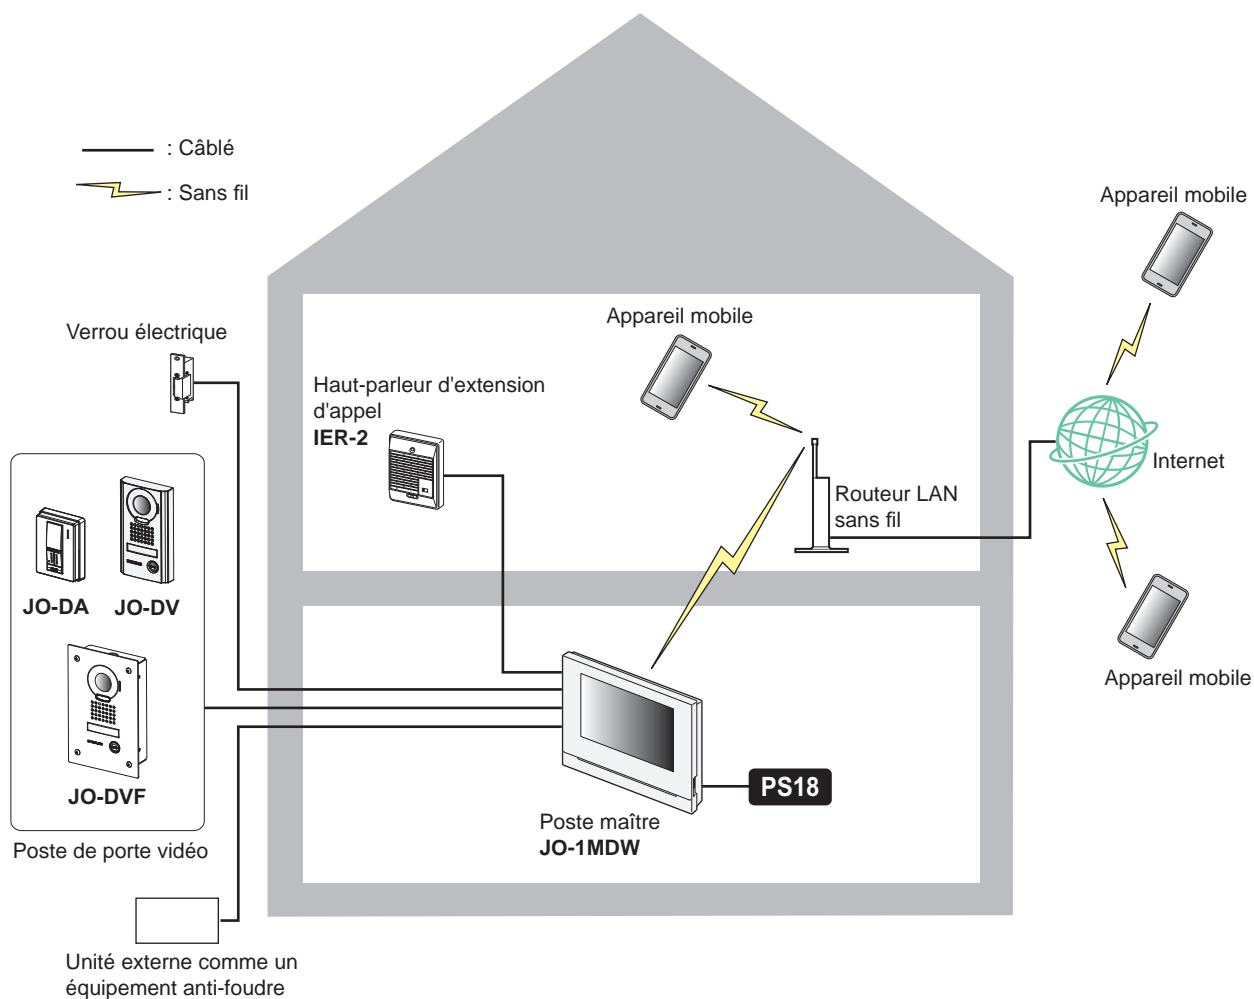 : Câblé
: Sans fil
Appareil mobile
Verrou électrique
Appareil mobile
Haut-parleur d'extension
d'appel
IER-2
Internet
Routeur LAN
sans fil
JO-DA
JO-DV
Appareil mobile
JO-DVF
PS18
Poste maître
JO-1MDW
Poste de porte vidéo
Unité externe comme un
équipement anti-foudre